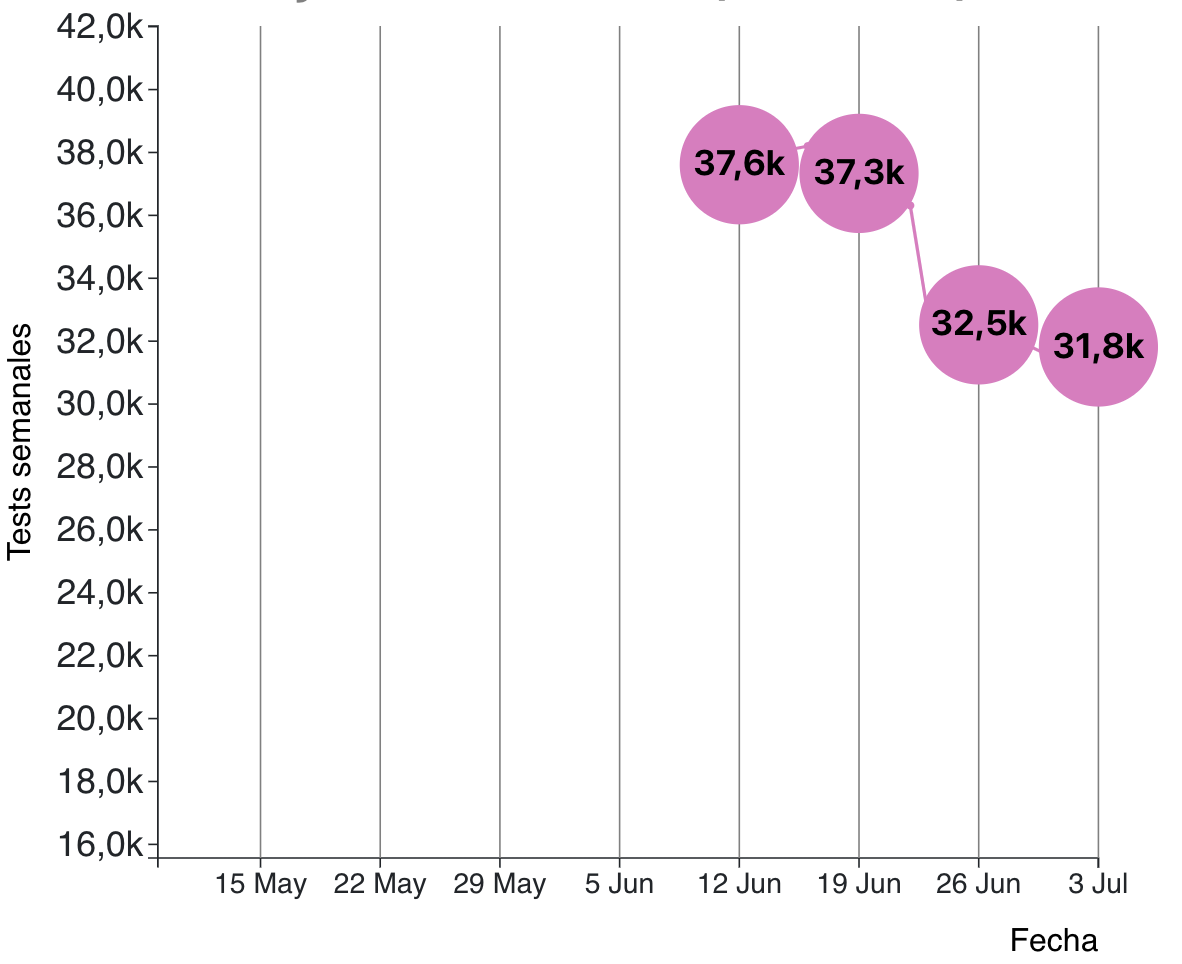 42,0k
40,0k
38,0k
36,0k
34,0k
32,0k
30,0k
28,0k
26,0k
24,0k
22,0k
20,0k
18,0k
16,0k
Tests semanales
37,6k
37,3k
32,5k
31,8k
15 May
22 May
29 May
5 Jun
12 Jun
19 Jun
26 Jun
3 Jul
Fecha